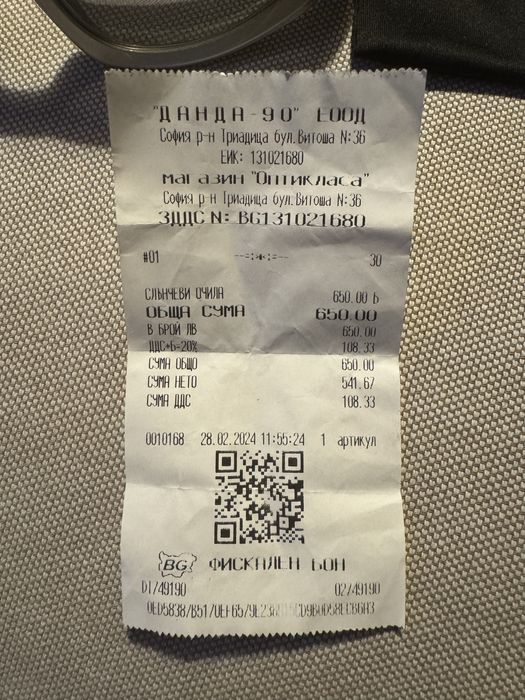 "ДАНДА-90" ЕООД
София р-н Триадица бул.Витоша N:36
ЕИК: 131021680
магазин "Оптикласа"
София р-н Триадица бул.Витоша N:36
ЗДДС N: BG131021680
#01 --=:*:=-- 30
СЛЪНЧЕВИ ОЧИЛА 650.00 Б
ОБЩА СУМА 650.00
В БРОЙ ЛВ 650.00
ДДС+Б=20% 108.33
СУМА ОБЩО 650.00
СУМА НЕТО 541.67
СУМА ДДС 108.33
0010168 28.02.2024 11:55:24 1 артикул
BG ФИСКАЛЕН БОН
DT749190 02749190